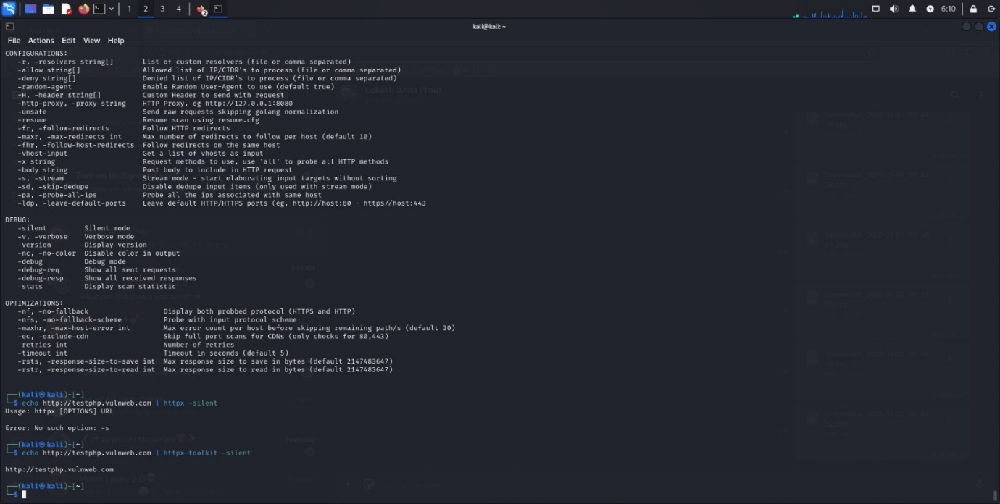 1 2 3 4 2 6:10
kali@kali: ~
File Actions Edit View Help
CONFIGURATIONS:
-r, -resolvers string[] List of custom resolvers (file or comma separated)
-allow string[] Allowed list of IP/CIDR's to process (file or comma separated)
-deny string[] Denied list of IP/CIDR's to process (file or comma separated)
-random-agent Enable Random User-Agent to use (default true)
-H, -header string[] Custom Header to send with request
-http-proxy, -proxy string HTTP Proxy, eg http://127.0.0.1:8080
-unsafe Send raw requests skipping golang normalization
-resume Resume scan using resume.cfg
-fr, -follow-redirects Follow HTTP redirects
-maxr, -max-redirects int Max number of redirects to follow per host (default 10)
-fhr, -follow-host-redirects Follow redirects on the same host
-vhost-input Get a list of vhosts as input
-x string Request methods to use, use 'all' to probe all HTTP methods
-body string Post body to include in HTTP request
-s, -stream Stream mode - start elaborating input targets without sorting
-sd, -skip-dedupe Disable dedupe input items (only used with stream mode)
-pa, -probe-all-ips Probe all the ips associated with same host
-ldp, -leave-default-ports Leave default HTTP/HTTPS ports (eg. http://host:80 - https//host:443
DEBUG:
-silent Silent mode
-v, -verbose Verbose mode
-version Display version
-nc, -no-color Disable color in output
-debug Debug mode
-debug-req Show all sent requests
-debug-resp Show all received responses
-stats Display scan statistic
OPTIMIZATIONS:
-nf, -no-fallback Display both probbed protocol (HTTPS and HTTP)
-nfs, -no-fallback-scheme Probe with input protocol scheme
-maxhr, -max-host-error int Max error count per host before skipping remaining path/s (default 30)
-ec, -exclude-cdn Skip full port scans for CDNs (only checks for 80,443)
-retries int Number of retries
-timeout int Timeout in seconds (default 5)
-rsts, -response-size-to-save int Max response size to save in bytes (default 2147483647)
-rstr, -response-size-to-read int Max response size to read in bytes (default 2147483647)
┌──(kali㉿kali)-[~]
└─$ echo http://testphp.vulnweb.com | httpx -silent
Usage: httpx [OPTIONS] URL
Error: No such option: -s
┌──(kali㉿kali)-[~]
└─$ echo http://testphp.vulnweb.com | httpx-toolkit -silent
http://testphp.vulnweb.com
┌──(kali㉿kali)-[~]
└─$
Lokesh Anna (You)
Turn on background
Yesterday